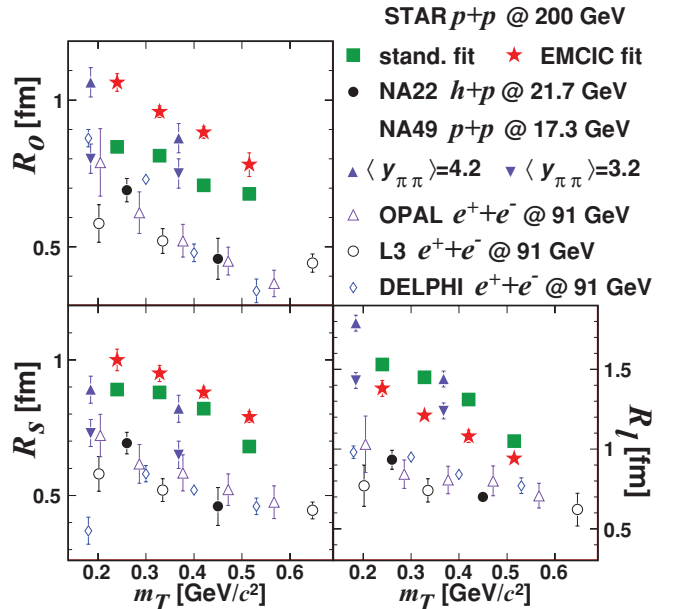 STAR p+p @ 200 GeV
stand. fit EMCIC fit
NA22 h+p @ 21.7 GeV
NA49 p+p @ 17.3 GeV
⟨ y_ππ ⟩=4.2 ⟨ y_ππ ⟩=3.2
OPAL e⁺+e⁻ @ 91 GeV
L3 e⁺+e⁻ @ 91 GeV
DELPHI e⁺+e⁻ @ 91 GeV
R_O [fm]
1
0.5
R_S [fm]
1
0.5
R_l [fm]
1.5
1
0.5
0.2 0.3 0.4 0.5 0.6
m_T [GeV/c²]
0.2 0.3 0.4 0.5 0.6
m_T [GeV/c²]